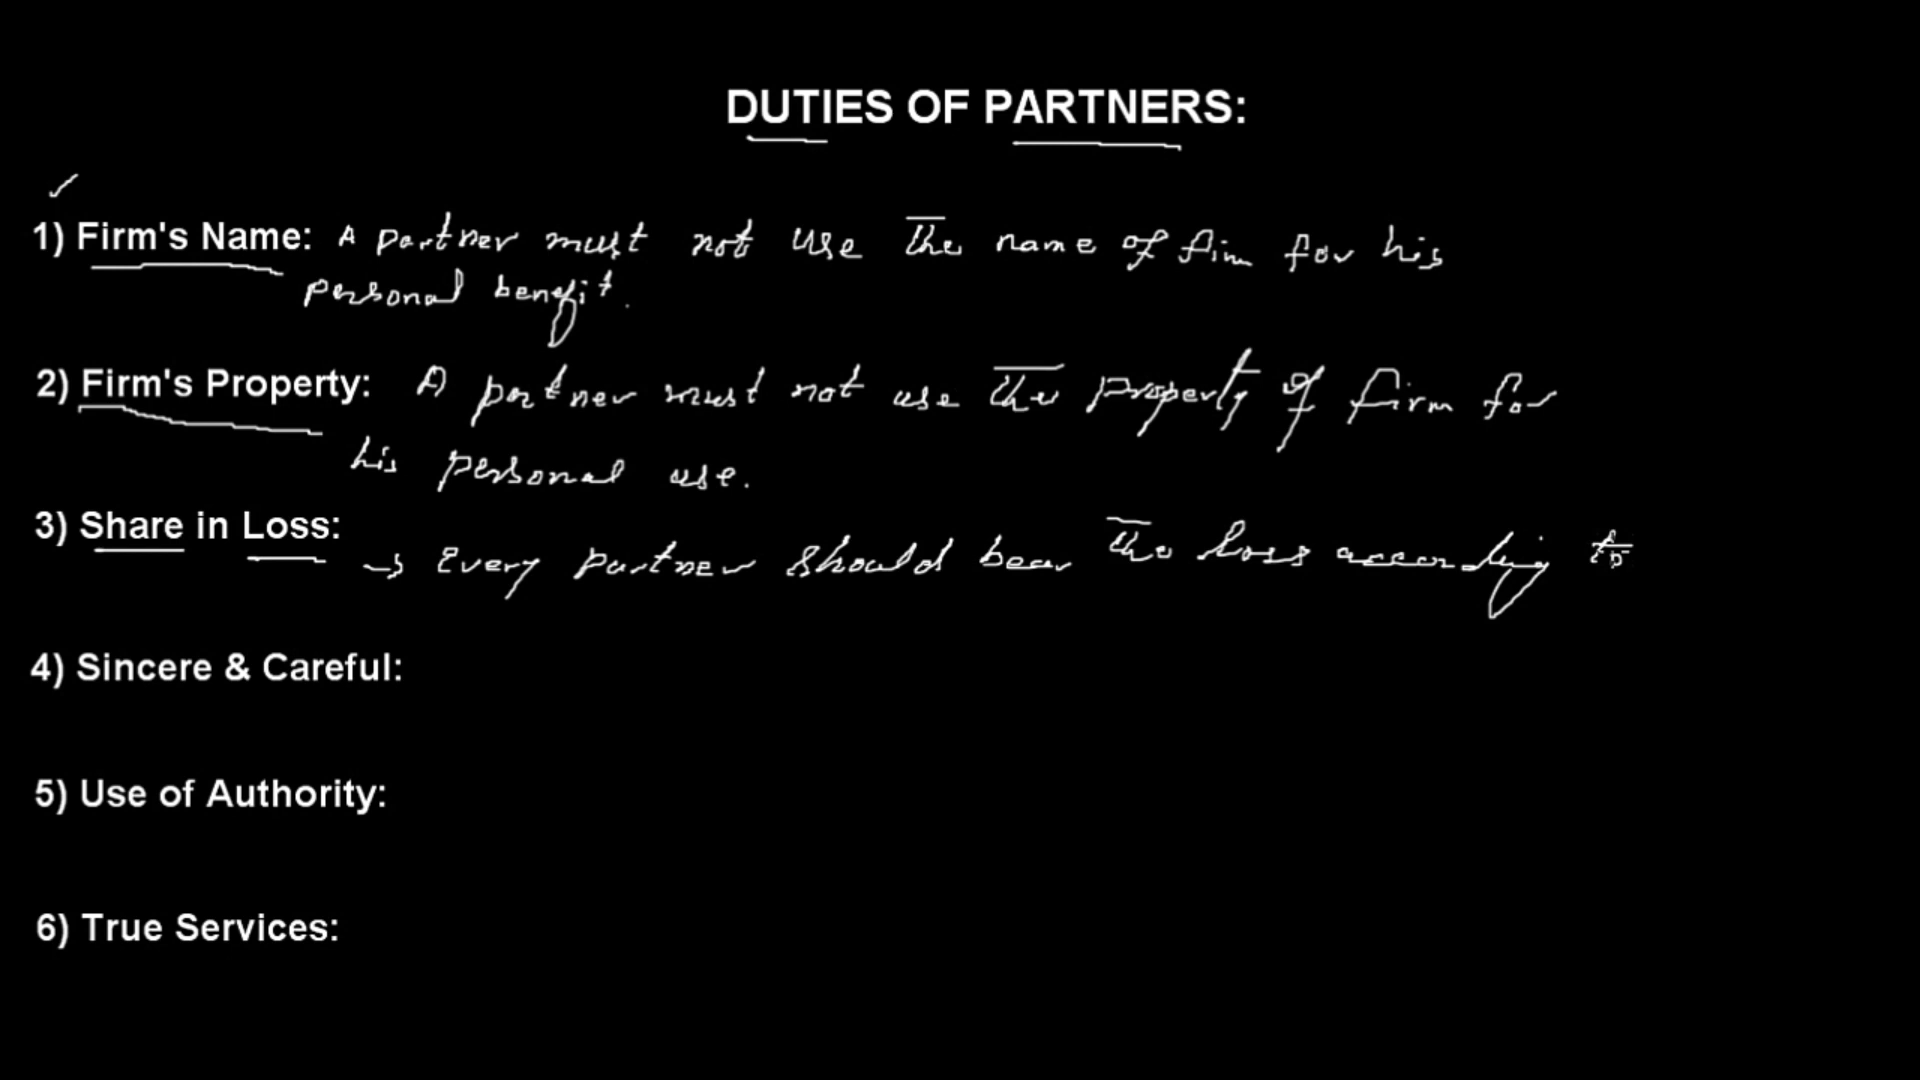 DUTIES OF PARTNERS:
1) Firm's Name: A partner must not use The name of firm for his
personal benefit.
2) Firm's Property: A partner must not use The property of firm for
his personal use.
3) Share in Loss:
→ Every partner should bear The loss according to
4) Sincere & Careful:
5) Use of Authority:
6) True Services: